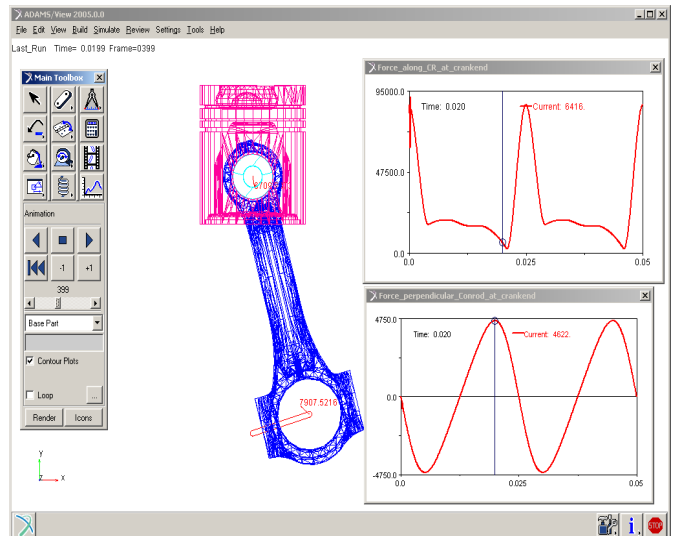 ADAMS/View 2005.0.0
File Edit View Build Simulate Review Settings Tools Help
Last_Run Time= 0.0199 Frame=0399
Main Toolbox
Animation
-1 +1
399
Base Part
Contour Plots
Loop ...
Render Icons
Y
Z X
7907.5216
Force_along_CR_at_crankend
95000.0
Time: 0.020 Current: 6416.
47500.0
0.0
0.0 0.025 0.05
Force_perpendicular_Conrod_at_crankend
4750.0
Time: 0.020 Current: 4622.
0.0
-4750.0
0.0 0.025 0.05
i
STOP